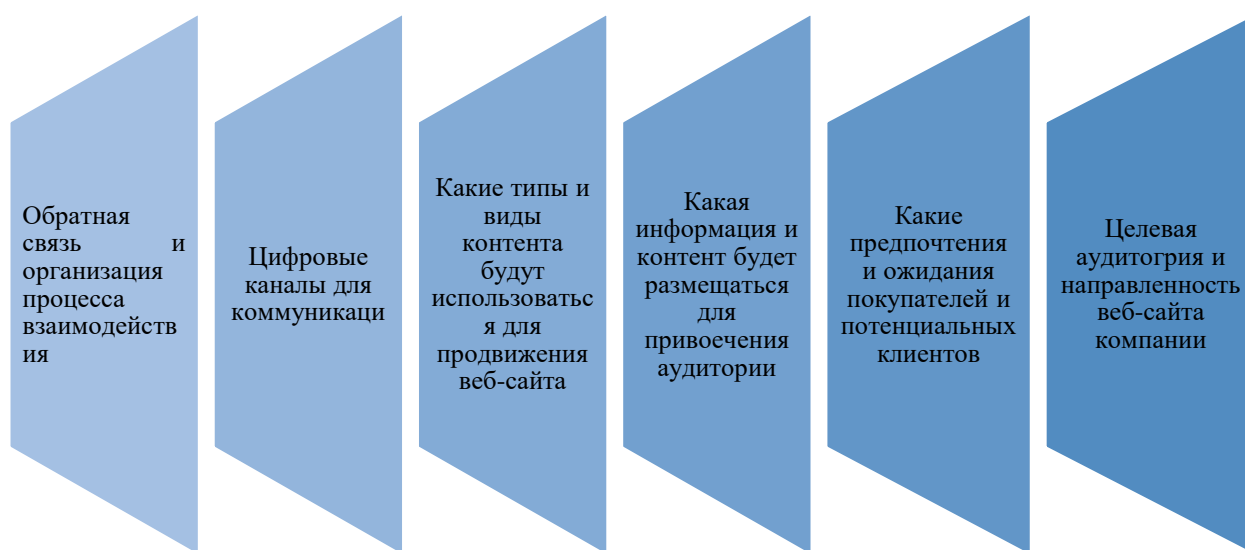 Обратная
связь и
организация
процесса
взаимодейств
ия
Цифровые
каналы для
коммуникаци
Какие типы и
виды
контента
будут
использоватьс
я для
продвижения
веб-сайта
Какая
информация и
контент будет
размещаться
для
привоечения
аудитории
Какие
предпочтения
и ожидания
покупателей и
потенциальных
клиентов
Целевая
аудитогрия и
направленность
веб-сайта
компании